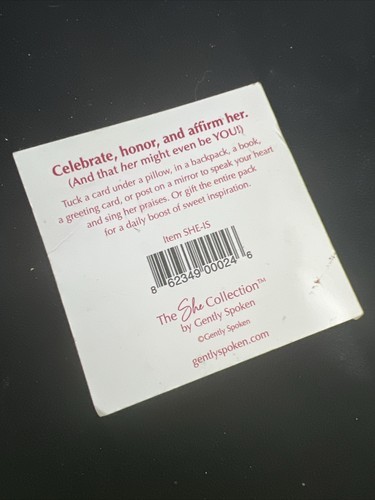 Celebrate, honor, and affirm her.
(And that her might even be YOU!)
Tuck a card under a pillow, in a backpack, a book,
a greeting card, or post on a mirror to speak your heart
and sing her praises. Or gift the entire pack
for a daily boost of sweet inspiration.
Item SHE-IS
8 62349 00024 6
The She Collection™
by Gently Spoken
©Gently Spoken
gentlyspoken.com